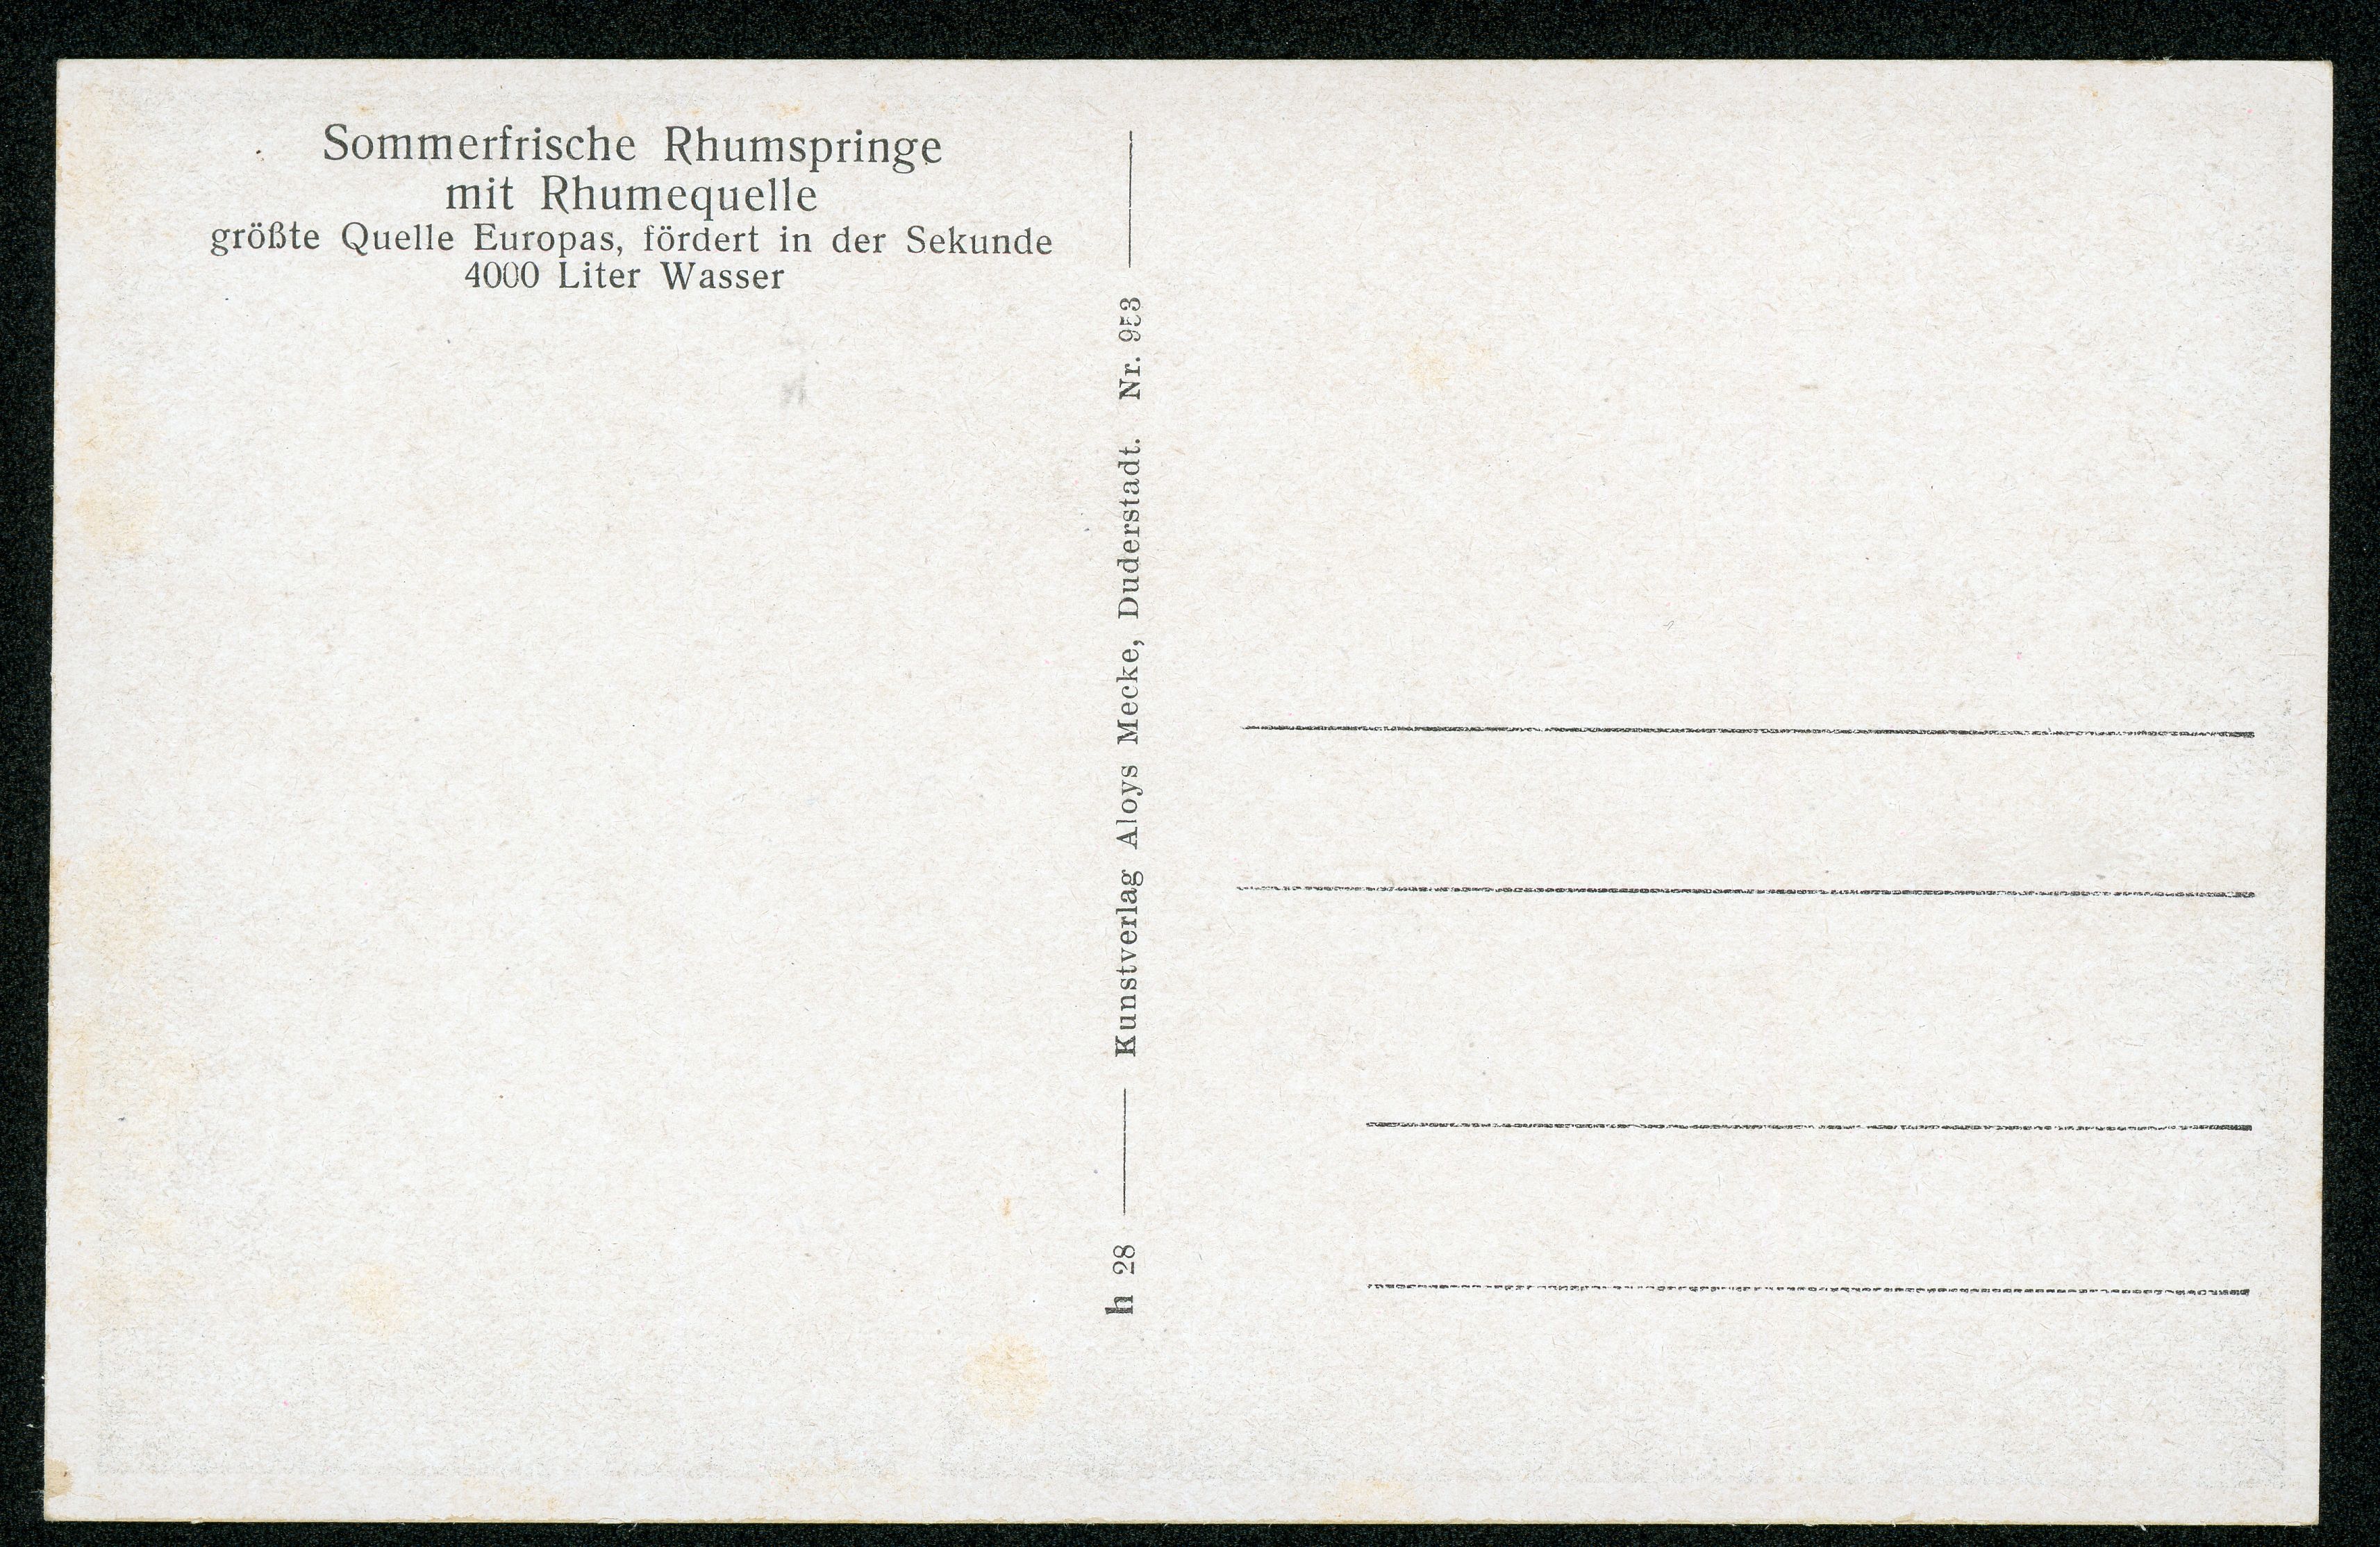 Sommerfrische Rhumspringe
mit Rhumequelle
größte Quelle Europas, fördert in der Sekunde
4000 Liter Wasser
h 28 Kunstverlag Aloys Mecke, Duderstadt. Nr. 953